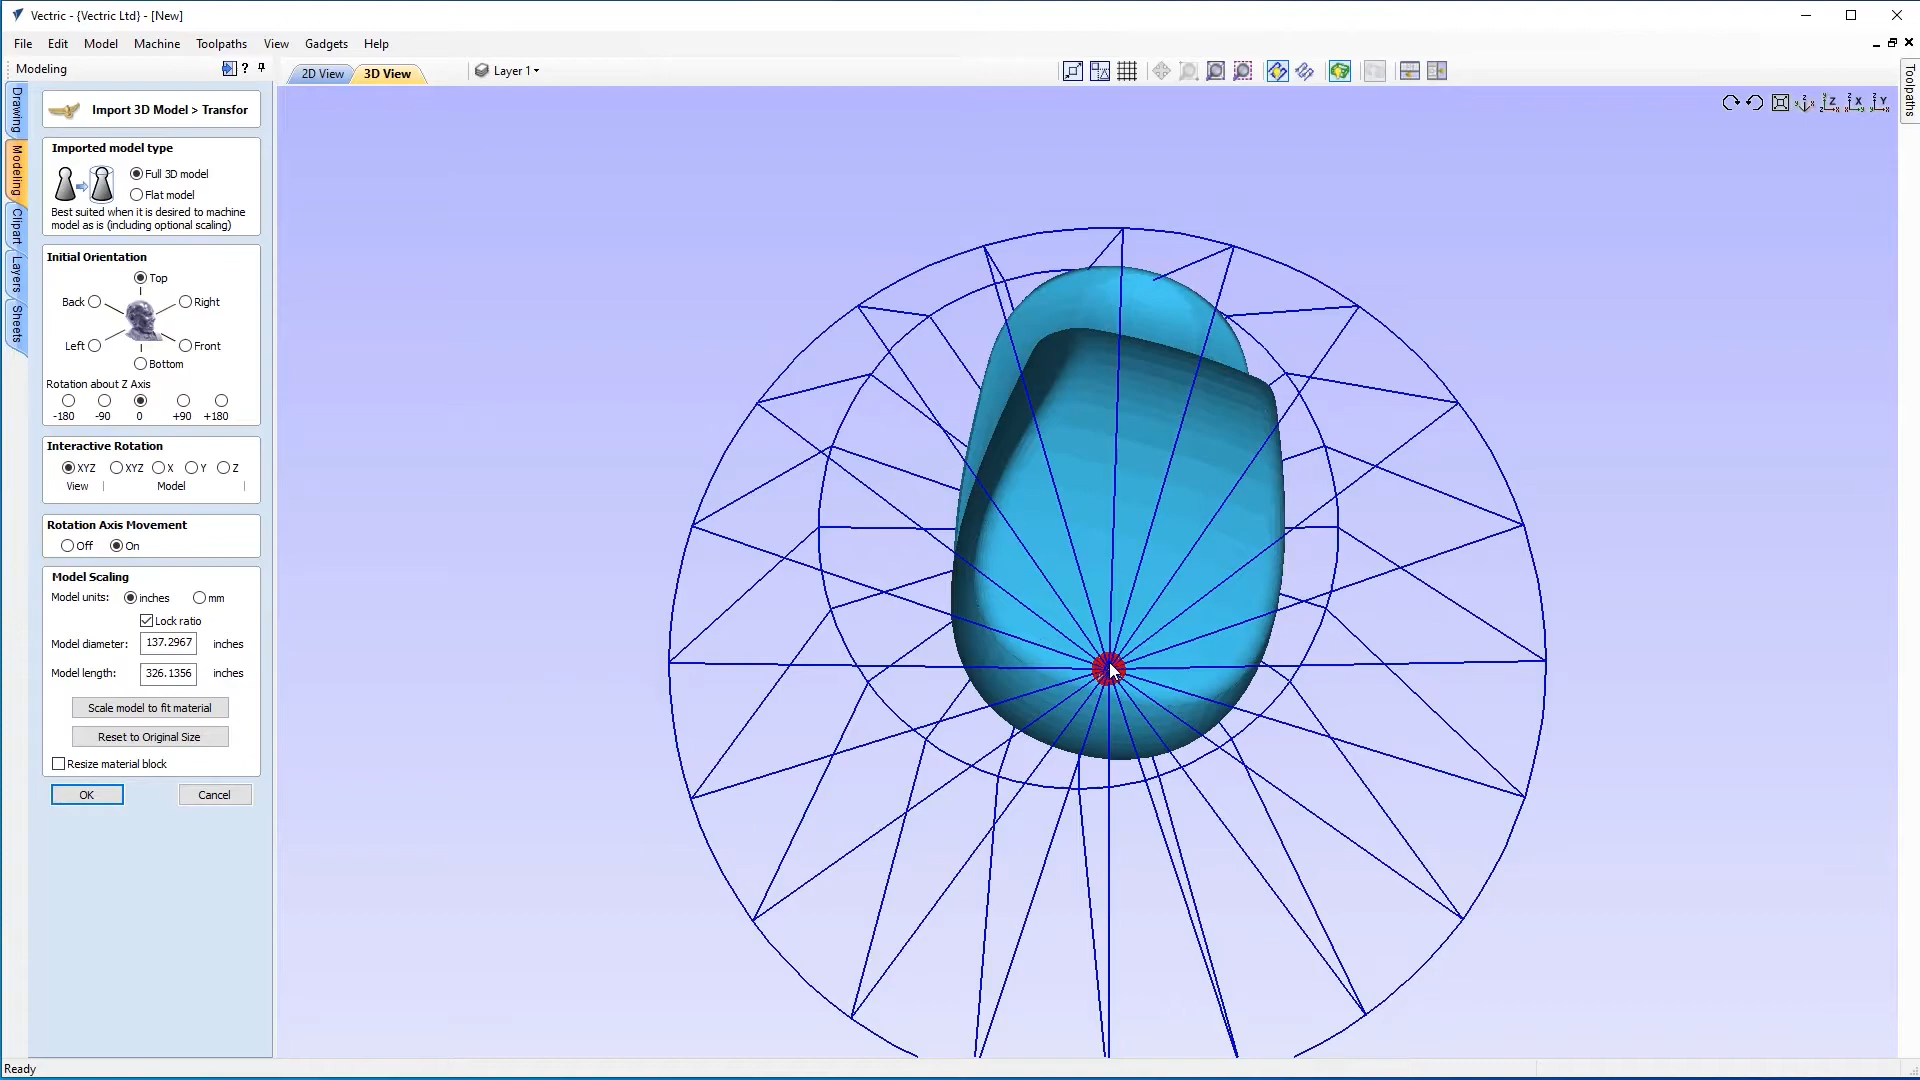 Vectric - {Vectric Ltd} - [New]
File Edit Model Machine Toolpaths View Gadgets Help
Modeling ?
2D View 3D View Layer 1
Drawing
Modeling
Clipart
Layers
Sheets
Toolpaths
Import 3D Model > Transfor
Imported model type
Full 3D model
Flat model
Best suited when it is desired to machine
model as is (including optional scaling)
Initial Orientation
Top
Back Right
Left Front
Bottom
Rotation about Z Axis
-180 -90 0 +90 +180
Interactive Rotation
XYZ XYZ X Y Z
View | Model |
Rotation Axis Movement
Off On
Model Scaling
Model units: inches mm
Lock ratio
Model diameter: 137.2967 inches
Model length: 326.1356 inches
Scale model to fit material
Reset to Original Size
Resize material block
OK Cancel
Ready